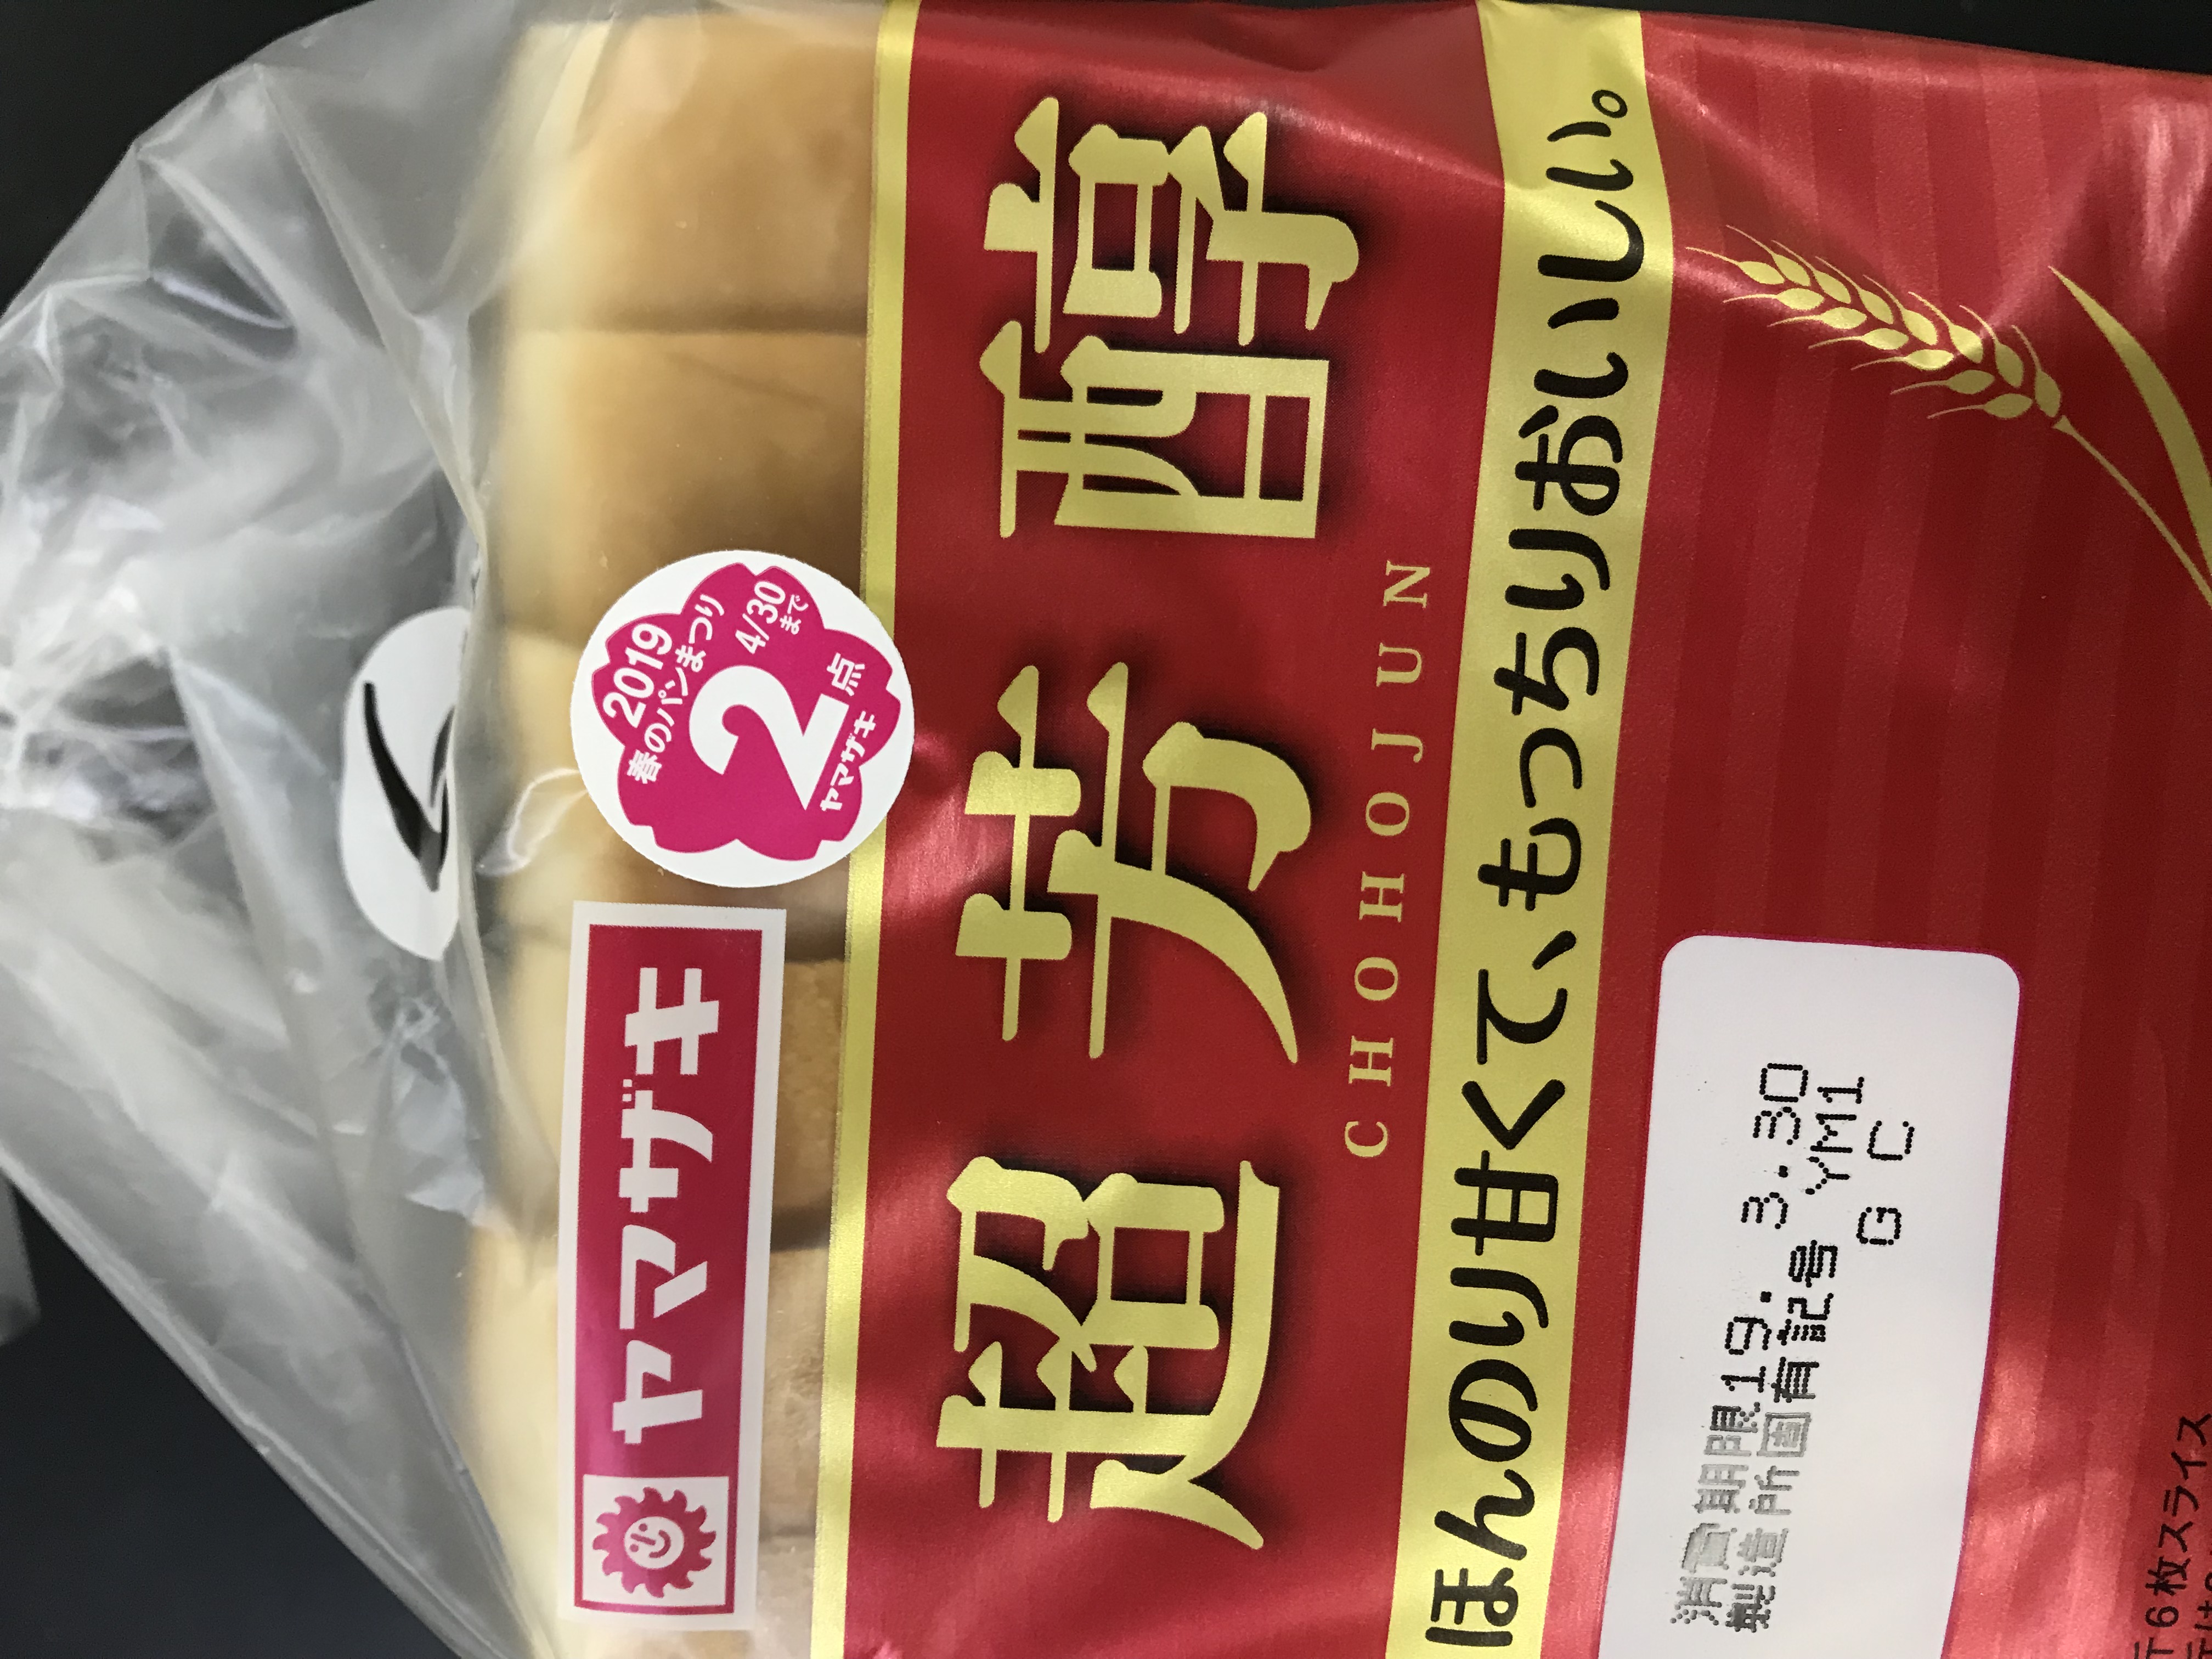 ヤマザキ
2019
春のパンまつり
4/30
まで
2点
ヤマザキ
超芳醇
CHOHOJUN
ほんのり甘くて、もっちりおいしい。
消費期限19. 3.30
製造所固有記号 YM1
G C
6枚スライス